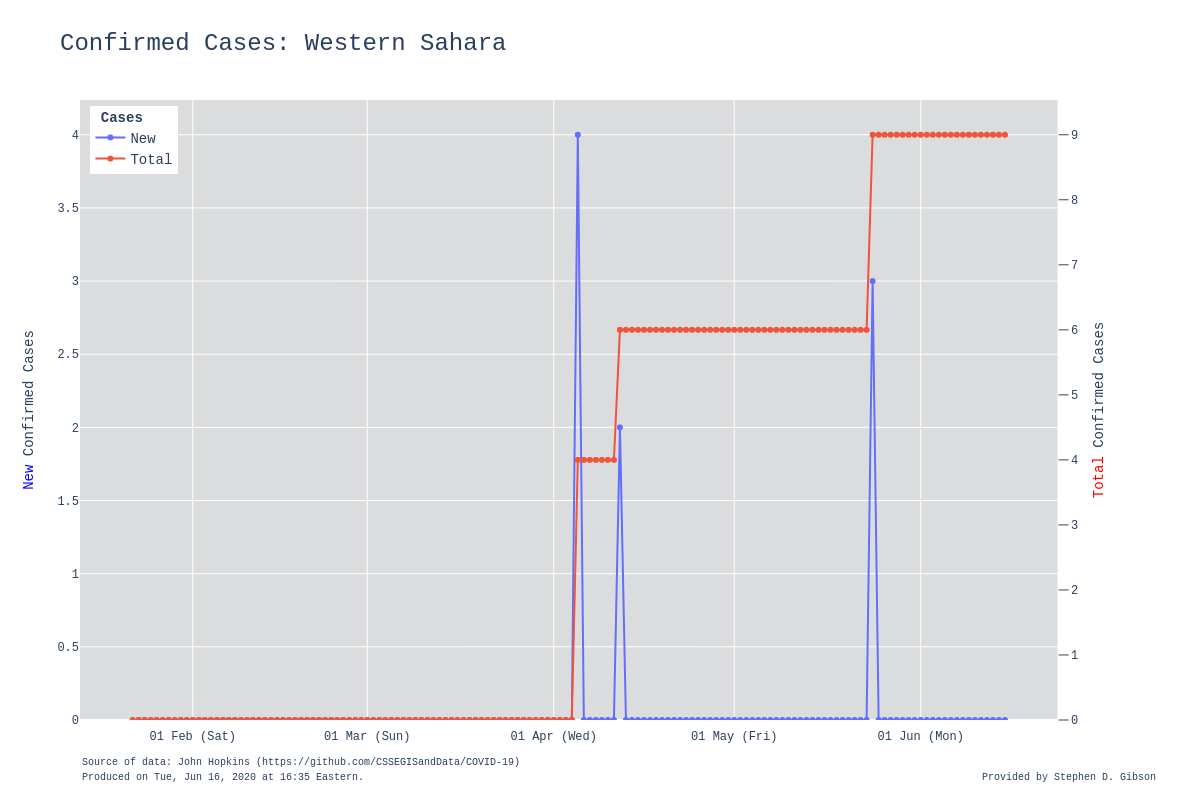 Confirmed Cases: Western Sahara
Cases
New
Total
4
3.5
3
2.5
2
1.5
1
0.5
0
New Confirmed Cases
9
8
7
6
5
4
3
2
1
0
Total Confirmed Cases
01 Feb (Sat)
01 Mar (Sun)
01 Apr (Wed)
01 May (Fri)
01 Jun (Mon)
Source of data: John Hopkins (https://github.com/CSSEGISandData/COVID-19)
Produced on Tue, Jun 16, 2020 at 16:35 Eastern.
Provided by Stephen D. Gibson